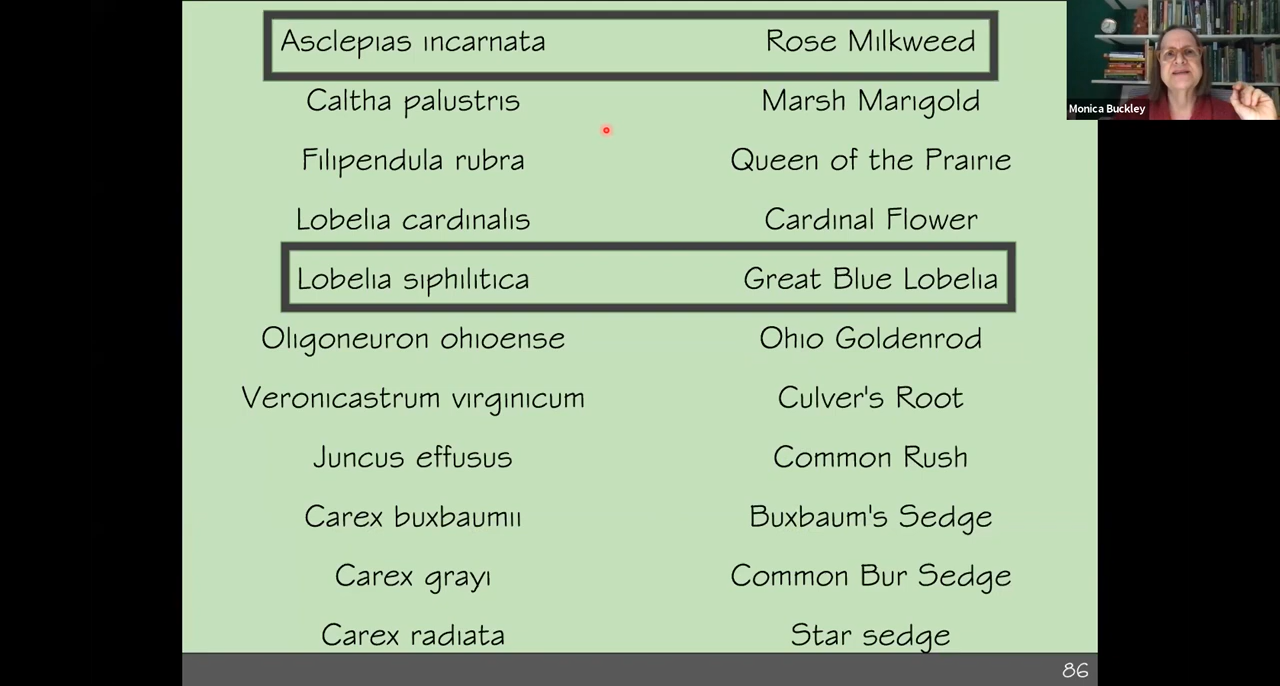 Asclepias incarnata Rose Milkweed
Monica Buckley
Caltha palustris Marsh Marigold
Filipendula rubra Queen of the Prairie
Lobelia cardinalis Cardinal Flower
Lobelia siphilitica Great Blue Lobelia
Oligoneuron ohioense Ohio Goldenrod
Veronicastrum virginicum Culver's Root
Juncus effusus Common Rush
Carex buxbaumii Buxbaum's Sedge
Carex grayi Common Bur Sedge
Carex radiata Star sedge
86